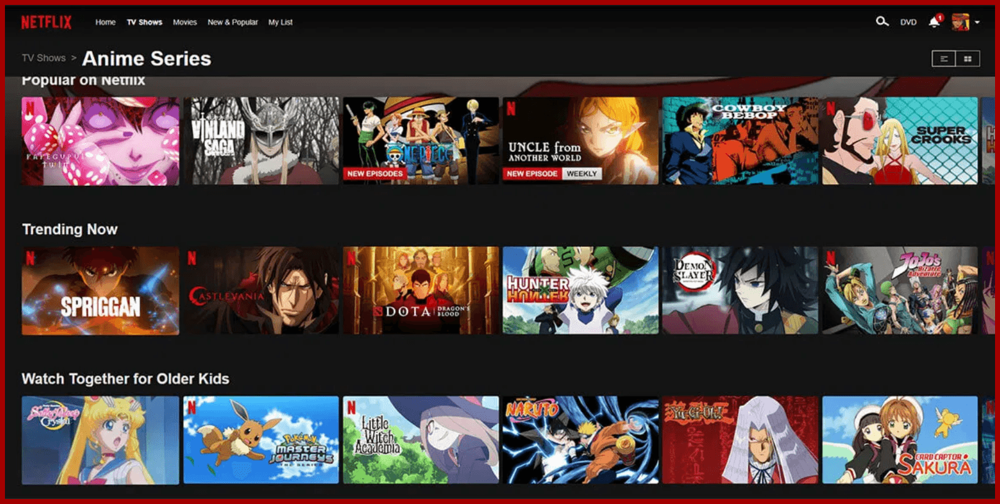 NETFLIX Home TV Shows Movies New & Popular My List DVD 1
TV Shows > Anime Series
Popular on Netflix
N
KAKEGURUI
twin
VINLAND
SAGA
ONE PIECE
NEW EPISODES
N
UNCLE from
ANOTHER WORLD
NEW EPISODE WEEKLY
COWBOY
BEBOP
N
SUPER
CROOKS
Trending Now
N
SPRIGGAN
N
CASTLEVANIA
N
DOTA DRAGON'S
BLOOD
HUNTER
HUNTER
DEMON
SLAYER
N
JOJO'S
Bizarre
Adventure
Watch Together for Older Kids
Sailor Moon
Crystal
N
POKéMON
MASTER
JOURNEYS
THE SERIES
N
Little
Witch
Academia
NARUTO
Yu-Gi-Oh!
CARD CAPTOR
SAKURA